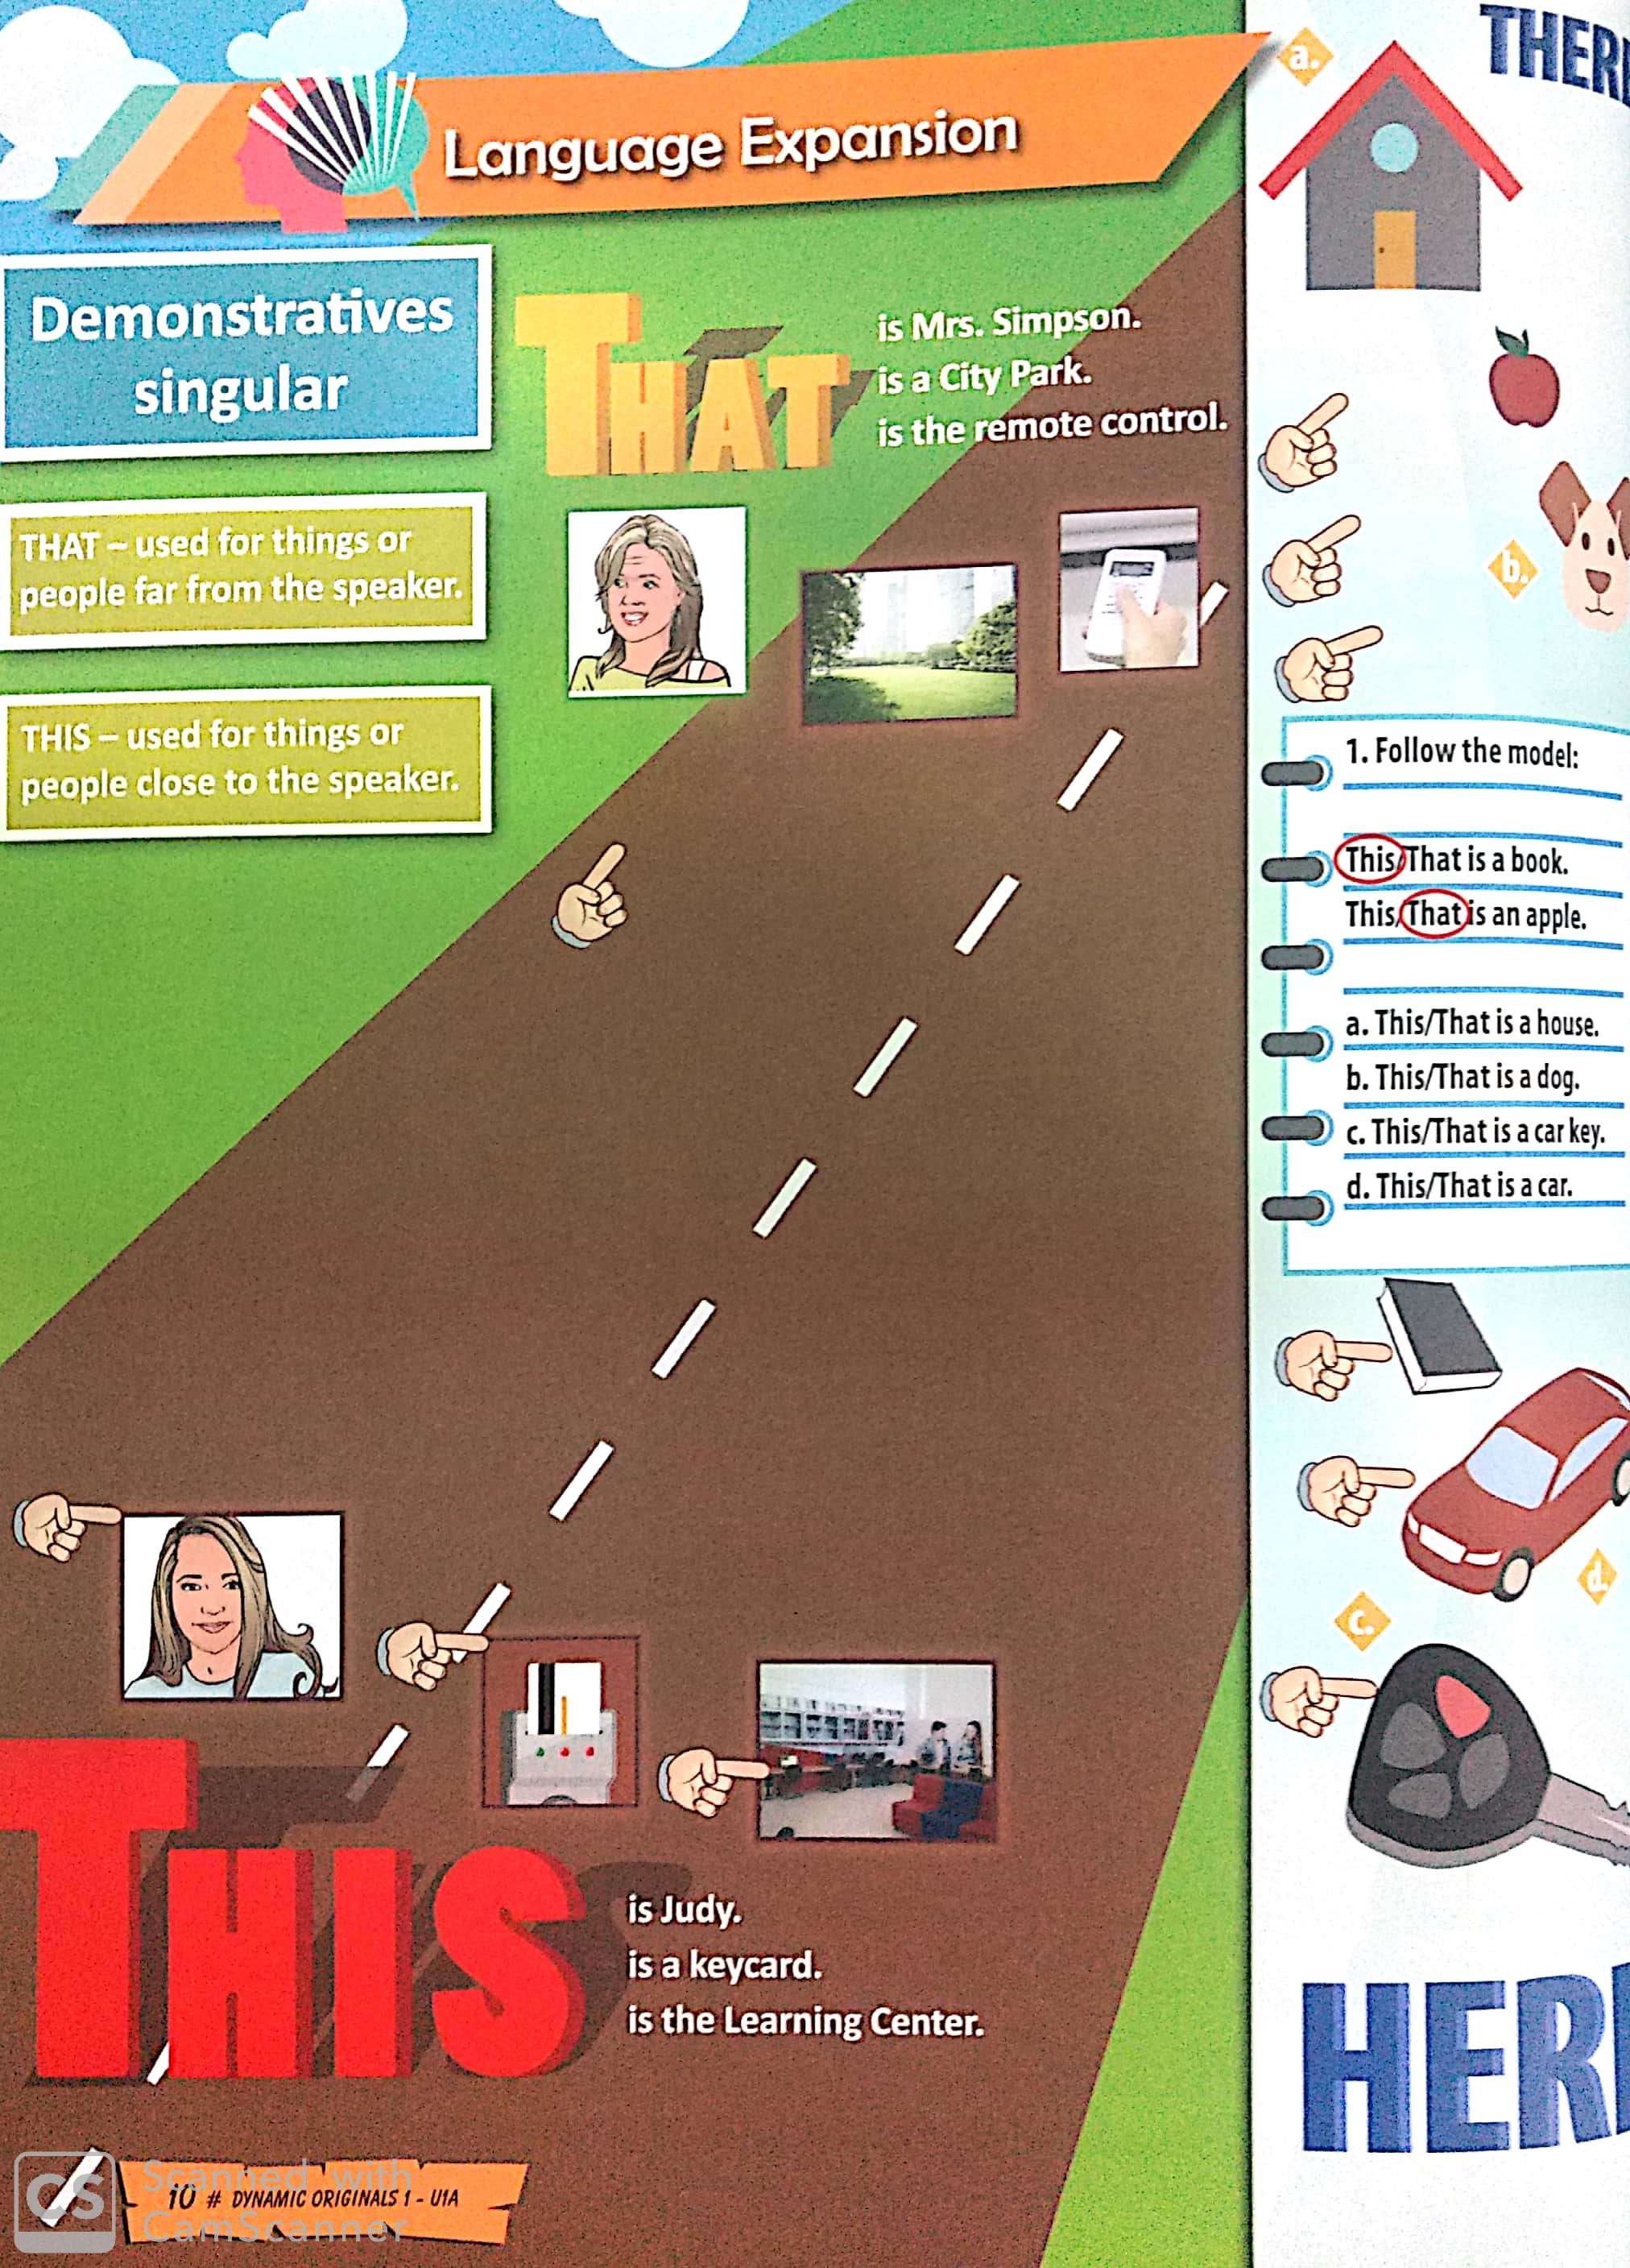 Language Expansion
Demonstratives
singular
THAT
is Mrs. Simpson.
is a City Park.
is the remote control.
THAT – used for things or
people far from the speaker.
THIS – used for things or
people close to the speaker.
THIS
is Judy.
is a keycard.
is the Learning Center.
10 # DYNAMIC ORIGINALS 1 - U1A
CS
Scanned with
CamScanner
a.
b.
1. Follow the model:
This/That is a book.
This/That is an apple.
a. This/That is a house.
b. This/That is a dog.
c. This/That is a car key.
d. This/That is a car.
d.
c.